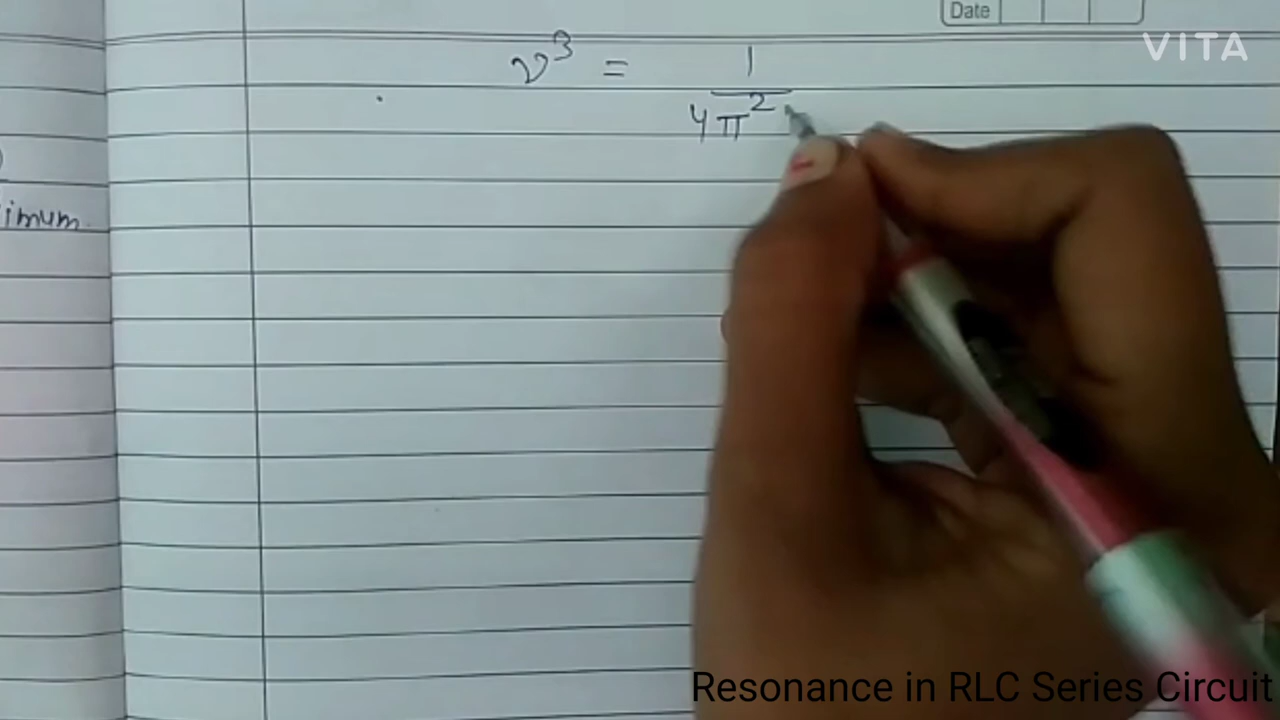 Date
VITA
ν³ = 1
4π²
imum.
Resonance in RLC Series Circuit